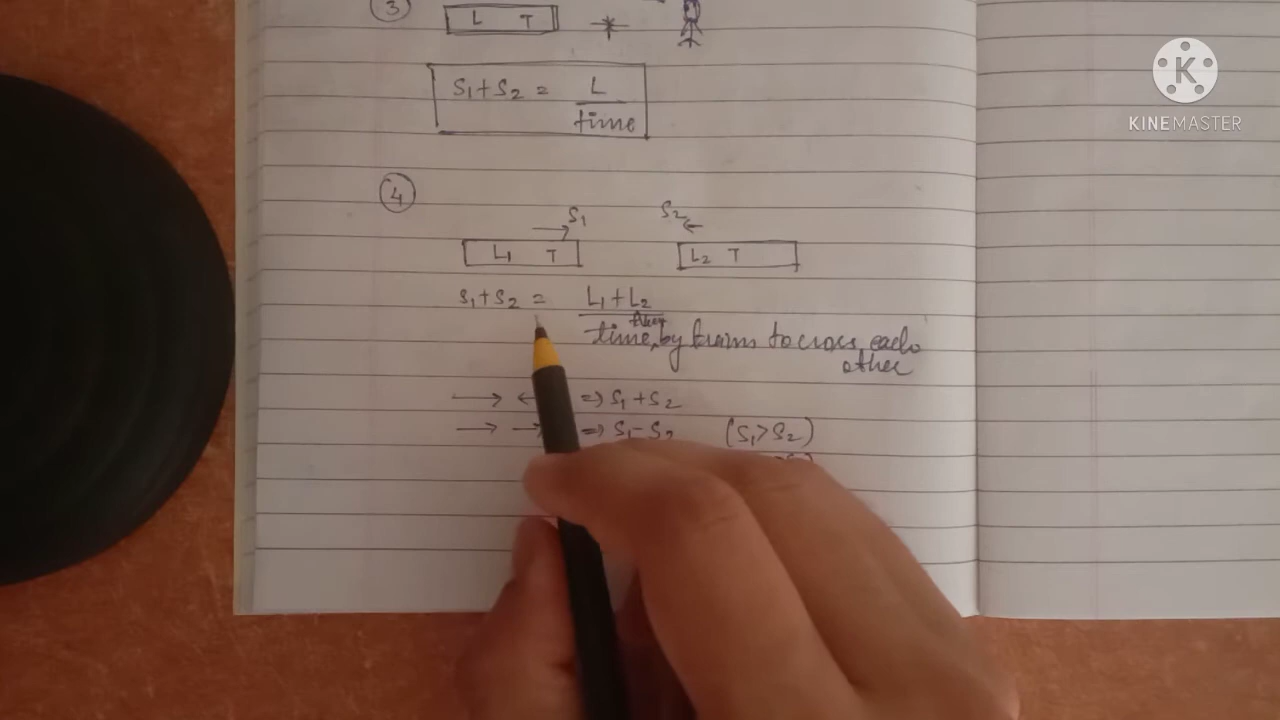 3
L T
S1+S2 = L
time
4
S1 S2
L1 T L2 T
S1+S2 = L1+L2
time by trains to cross each
other
→ ← => S1+S2
→ → => S1-S2 (S1>S2)
K
KINEMASTER